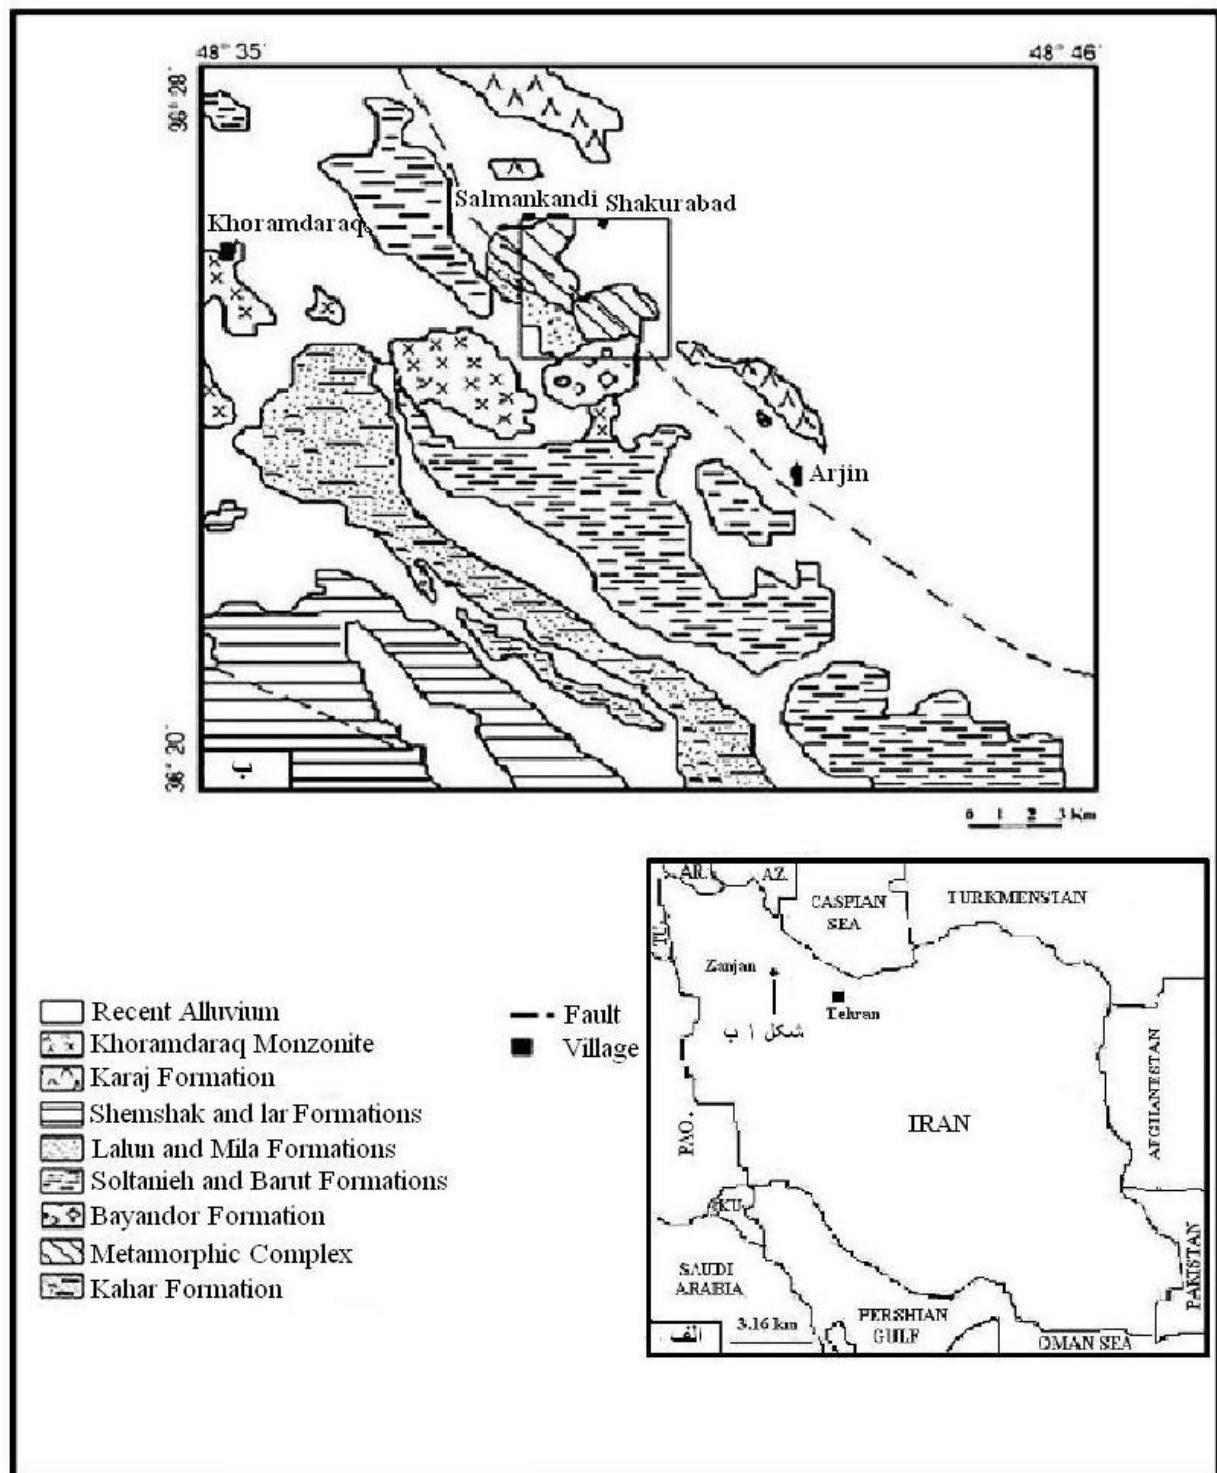 48° 35'
48° 46'
36° 28'
Salmankandi
Shakurabad
Khoramdaraq
Arjin
36° 20'
ب
0 1 2 3 Km
Recent Alluvium
Khoramdaraq Monzonite
Karaj Formation
Shemshak and lar Formations
Lalun and Mila Formations
Soltanieh and Barut Formations
Bayandor Formation
Metamorphic Complex
Kahar Formation
Fault
Village
AR.
AZ.
CASPIAN
SEA
TURKMENSTAN
TU.
Zanjan
Tehran
شکل ۱ ب
IRAN
AFGHANESTAN
PAO.
KU.
SAUDI
ARABIA
PAKISTAN
3.16 km
PERSHIAN
GULF
OMAN SEA
الف